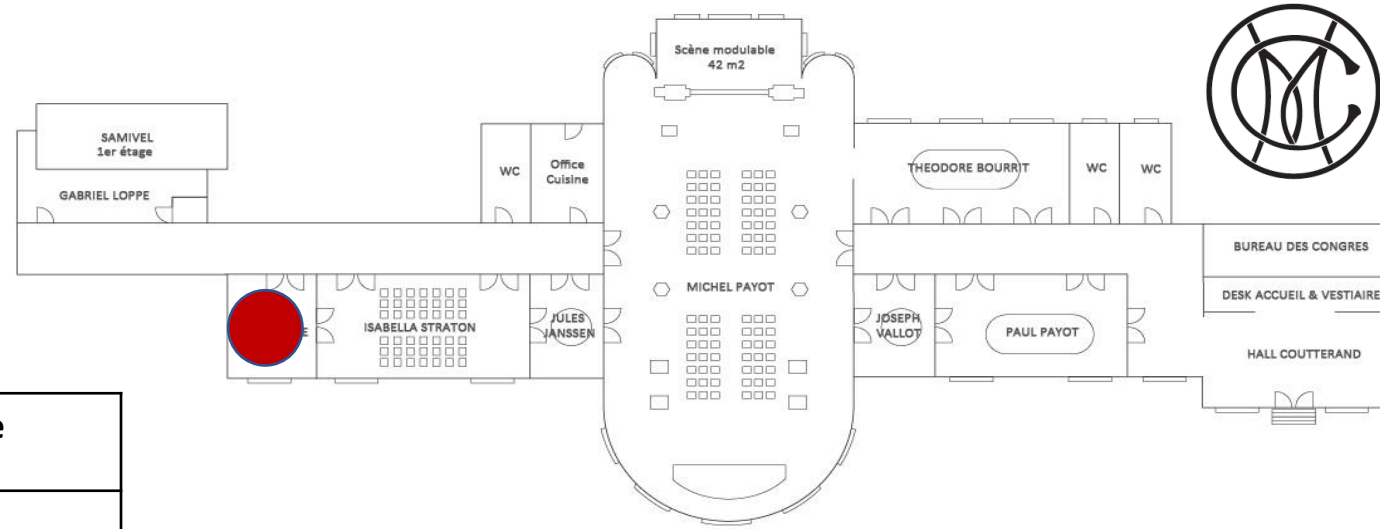 Scène modulable
42 m2
SAMIVEL
1er étage
GABRIEL LOPPE
WC
Office
Cuisine
THEODORE BOURRIT
WC
WC
BUREAU DES CONGRES
DESK ACCUEIL & VESTIAIRE
HALL COUTTERAND
MICHEL PAYOT
ISABELLA STRATON
JULES
JANSSEN
JOSEPH
VALLOT
PAUL PAYOT